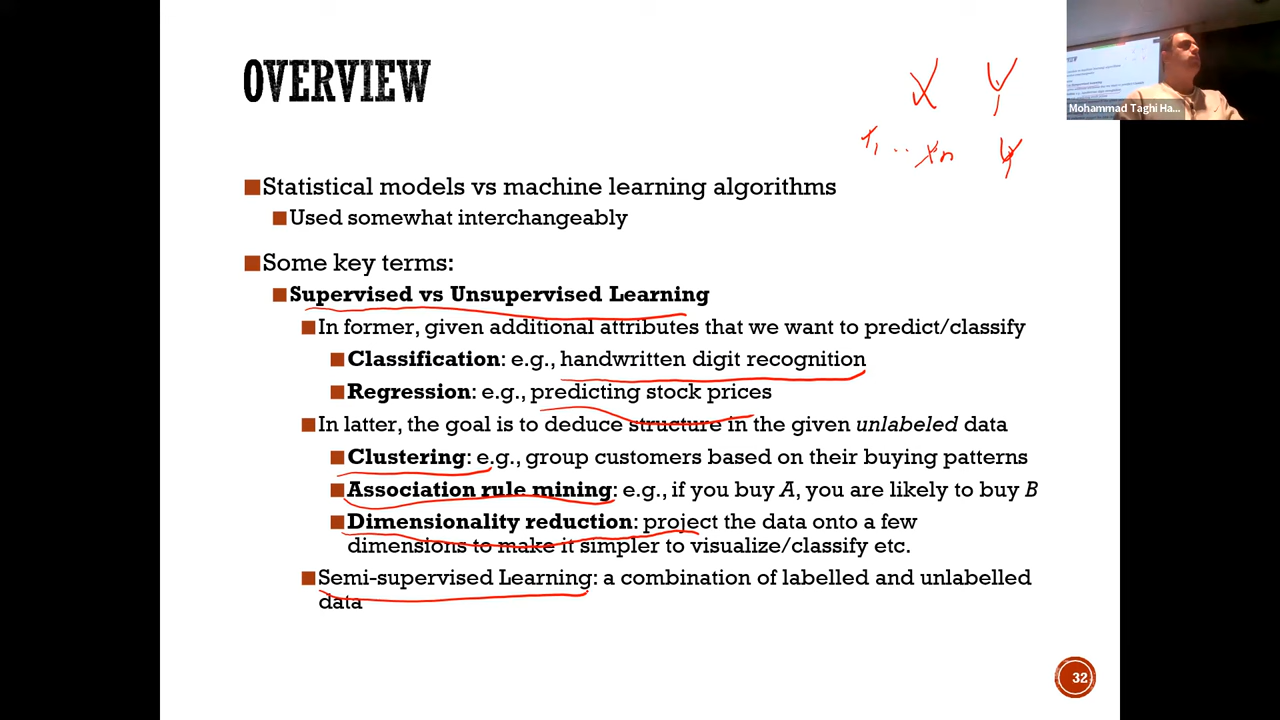 OVERVIEW
X Y
x₁ ... xn Y
Mohammad Taghi Ha...
■Statistical models vs machine learning algorithms
■Used somewhat interchangeably
■Some key terms:
■Supervised vs Unsupervised Learning
■In former, given additional attributes that we want to predict/classify
■Classification: e.g., handwritten digit recognition
■Regression: e.g., predicting stock prices
■In latter, the goal is to deduce structure in the given unlabeled data
■Clustering: e.g., group customers based on their buying patterns
■Association rule mining: e.g., if you buy A, you are likely to buy B
■Dimensionality reduction: project the data onto a few
dimensions to make it simpler to visualize/classify etc.
■Semi-supervised Learning: a combination of labelled and unlabelled
data
32